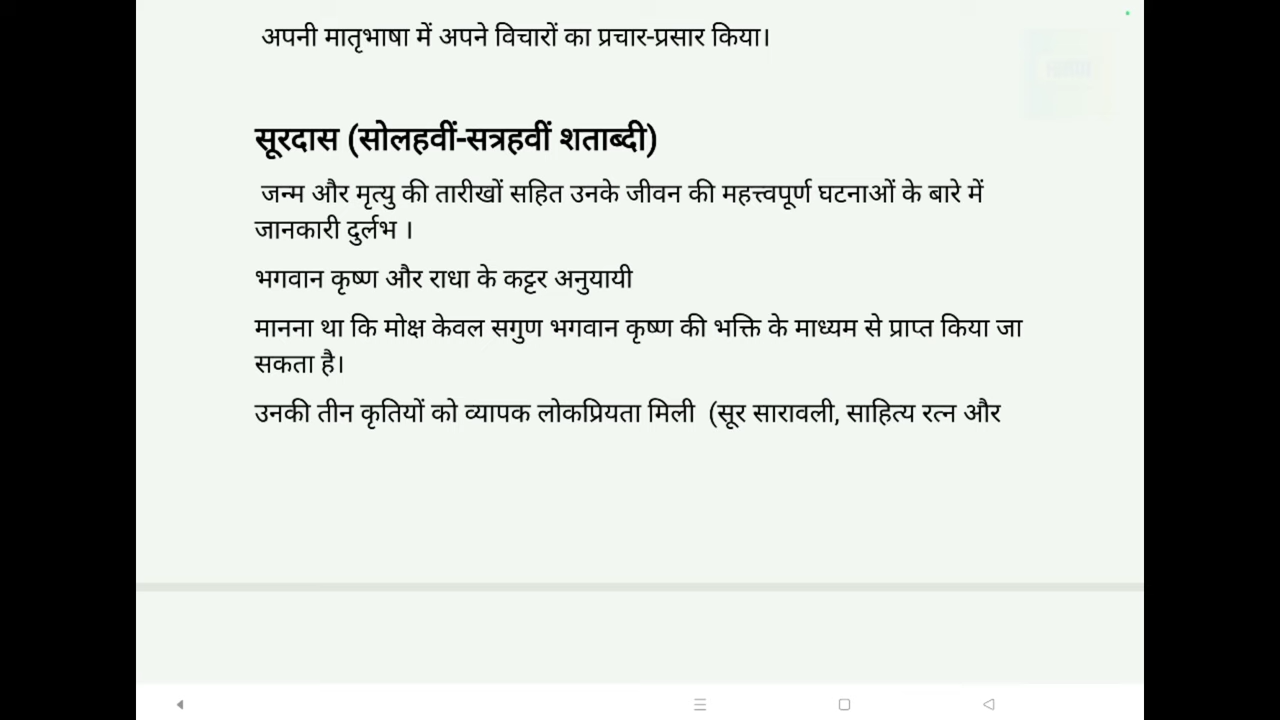 अपनी मातृभाषा में अपने विचारों का प्रचार-प्रसार किया।
सूरदास (सोलहवीं-सत्रहवीं शताब्दी)
जन्म और मृत्यु की तारीखों सहित उनके जीवन की महत्त्वपूर्ण घटनाओं के बारे में
जानकारी दुर्लभ ।
भगवान कृष्ण और राधा के कट्टर अनुयायी
मानना था कि मोक्ष केवल सगुण भगवान कृष्ण की भक्ति के माध्यम से प्राप्त किया जा
सकता है।
उनकी तीन कृतियों को व्यापक लोकप्रियता मिली (सूर सारावली, साहित्य रत्न और